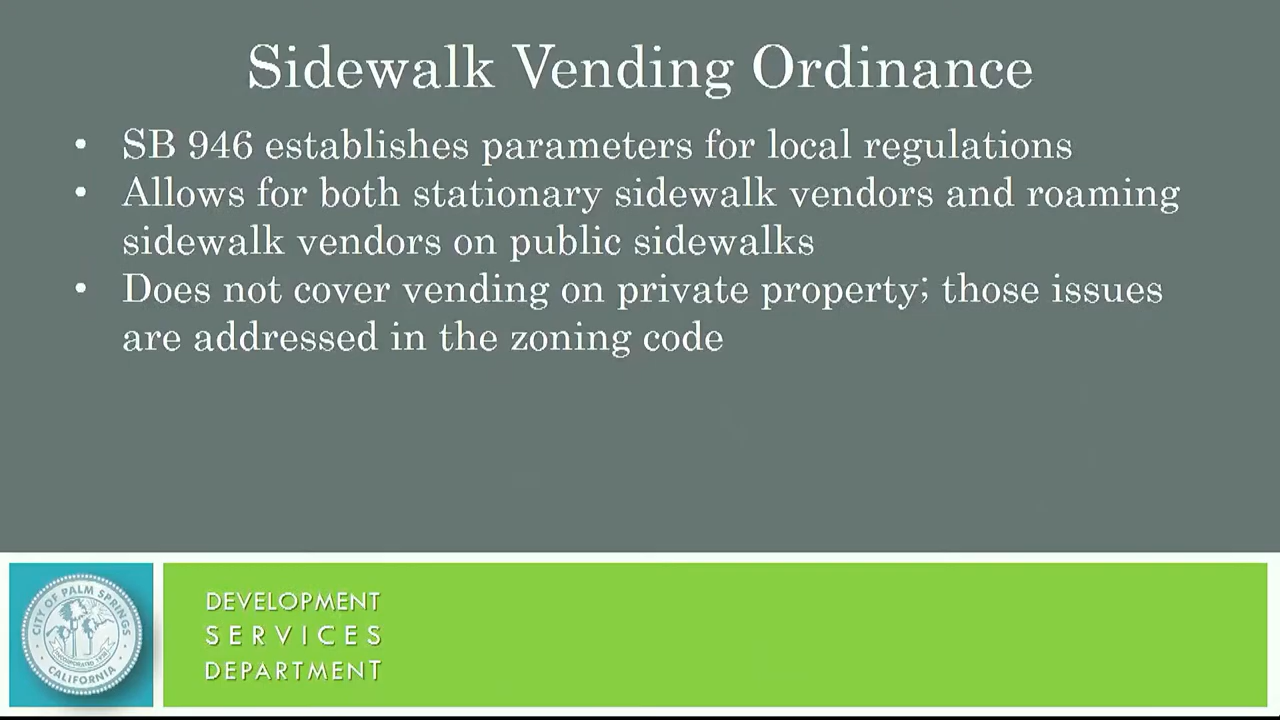 Sidewalk Vending Ordinance
• SB 946 establishes parameters for local regulations
• Allows for both stationary sidewalk vendors and roaming
sidewalk vendors on public sidewalks
• Does not cover vending on private property; those issues
are addressed in the zoning code
CITY OF PALM SPRINGS
INCORPORATED 1938
CALIFORNIA
DEVELOPMENT
SERVICES
DEPARTMENT